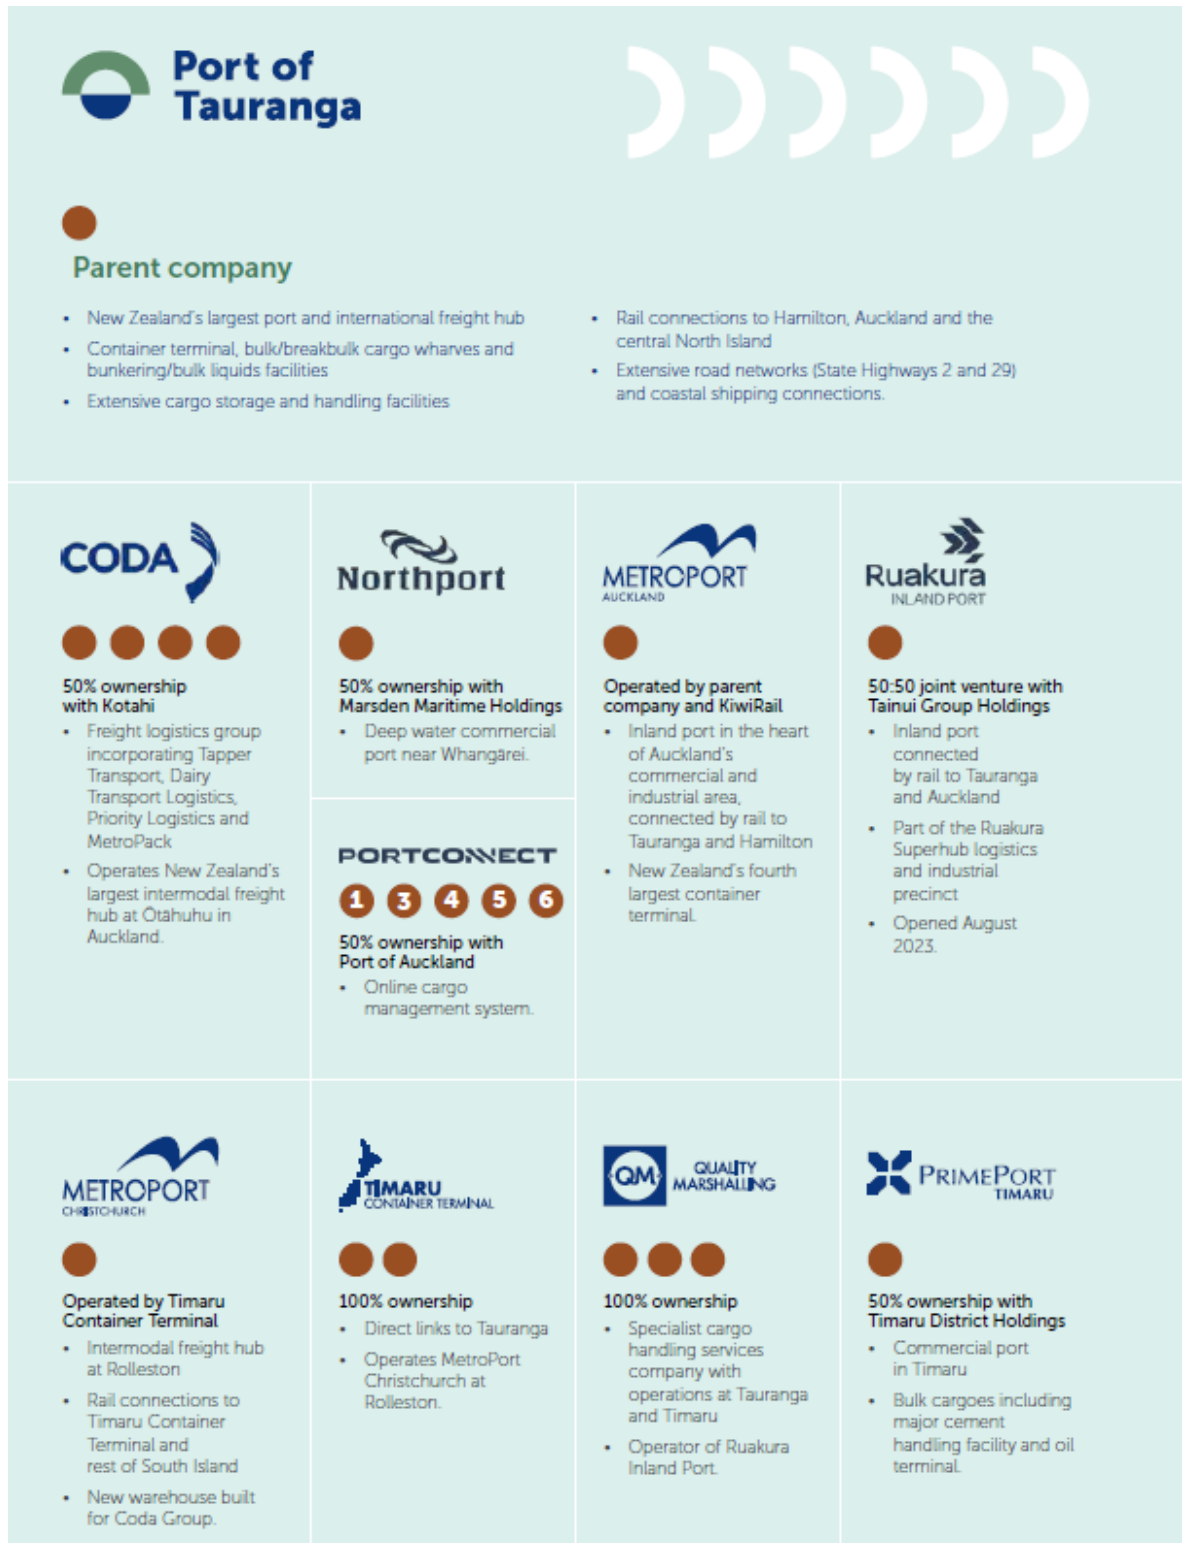 Port of
Tauranga
Parent company
• New Zealand's largest port and international freight hub
• Container terminal, bulk/breakbulk cargo wharves and
bunkering/bulk liquids facilities
• Extensive cargo storage and handling facilities
• Rail connections to Hamilton, Auckland and the
central North Island
• Extensive road networks (State Highways 2 and 29)
and coastal shipping connections.
CODA
50% ownership
with Kotahi
• Freight logistics group
incorporating Tapper
Transport, Dairy
Transport Logistics,
Priority Logistics and
MetroPack
• Operates New Zealand's
largest intermodal freight
hub at Ōtāhuhu in
Auckland.
Northport
50% ownership with
Marsden Maritime Holdings
• Deep water commercial
port near Whangārei.
PORTCONNECT
1 3 4 5 6
50% ownership with
Port of Auckland
• Online cargo
management system.
METROPORT
AUCKLAND
Operated by parent
company and KiwiRail
• Inland port in the heart
of Auckland's
commercial and
industrial area,
connected by rail to
Tauranga and Hamilton
• New Zealand's fourth
largest container
terminal.
Ruakura
INLAND PORT
50:50 joint venture with
Tainui Group Holdings
• Inland port
connected
by rail to Tauranga
and Auckland
• Part of the Ruakura
Superhub logistics
and industrial
precinct
• Opened August
2023.
METROPORT
CHRISTCHURCH
Operated by Timaru
Container Terminal
• Intermodal freight hub
at Rolleston
• Rail connections to
Timaru Container
Terminal and
rest of South Island
• New warehouse built
for Coda Group.
TIMARU
CONTAINER TERMINAL
100% ownership
• Direct links to Tauranga
• Operates MetroPort
Christchurch at
Rolleston.
QM
QUALITY
MARSHALLING
100% ownership
• Specialist cargo
handling services
company with
operations at Tauranga
and Timaru
• Operator of Ruakura
Inland Port.
PRIMEPORT
TIMARU
50% ownership with
Timaru District Holdings
• Commercial port
in Timaru
• Bulk cargoes including
major cement
handling facility and oil
terminal.